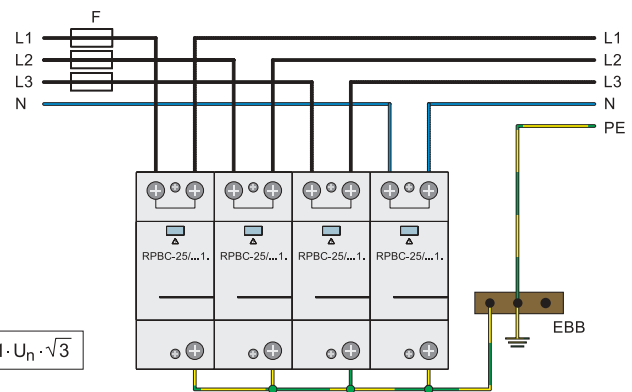 F
L1
L2
L3
N
L1
L2
L3
N
PE
RPBC-25/...1. RPBC-25/...1. RPBC-25/...1. RPBC-25/...1.
EBB
·Uₙ·√3